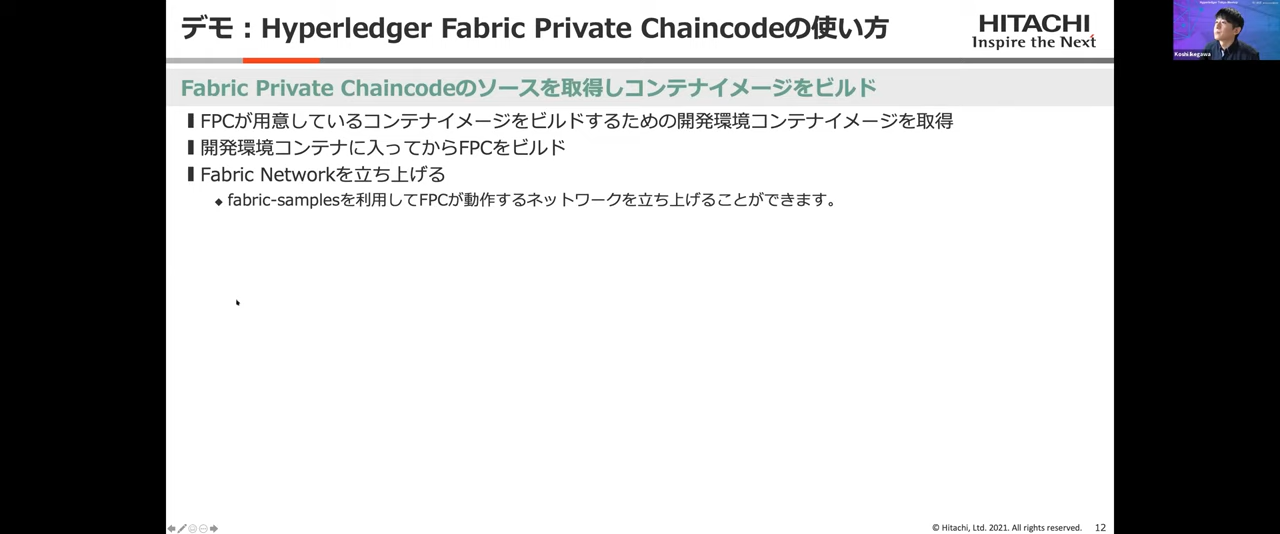 デモ：Hyperledger Fabric Private Chaincodeの使い方
HITACHI
Inspire the Next
Koshi Ikegawa
Fabric Private Chaincodeのソースを取得しコンテナイメージをビルド
FPCが用意しているコンテナイメージをビルドするための開発環境コンテナイメージを取得
開発環境コンテナに入ってからFPCをビルド
Fabric Networkを立ち上げる
fabric-samplesを利用してFPCが動作するネットワークを立ち上げることができます。
© Hitachi, Ltd. 2021. All rights reserved.
12